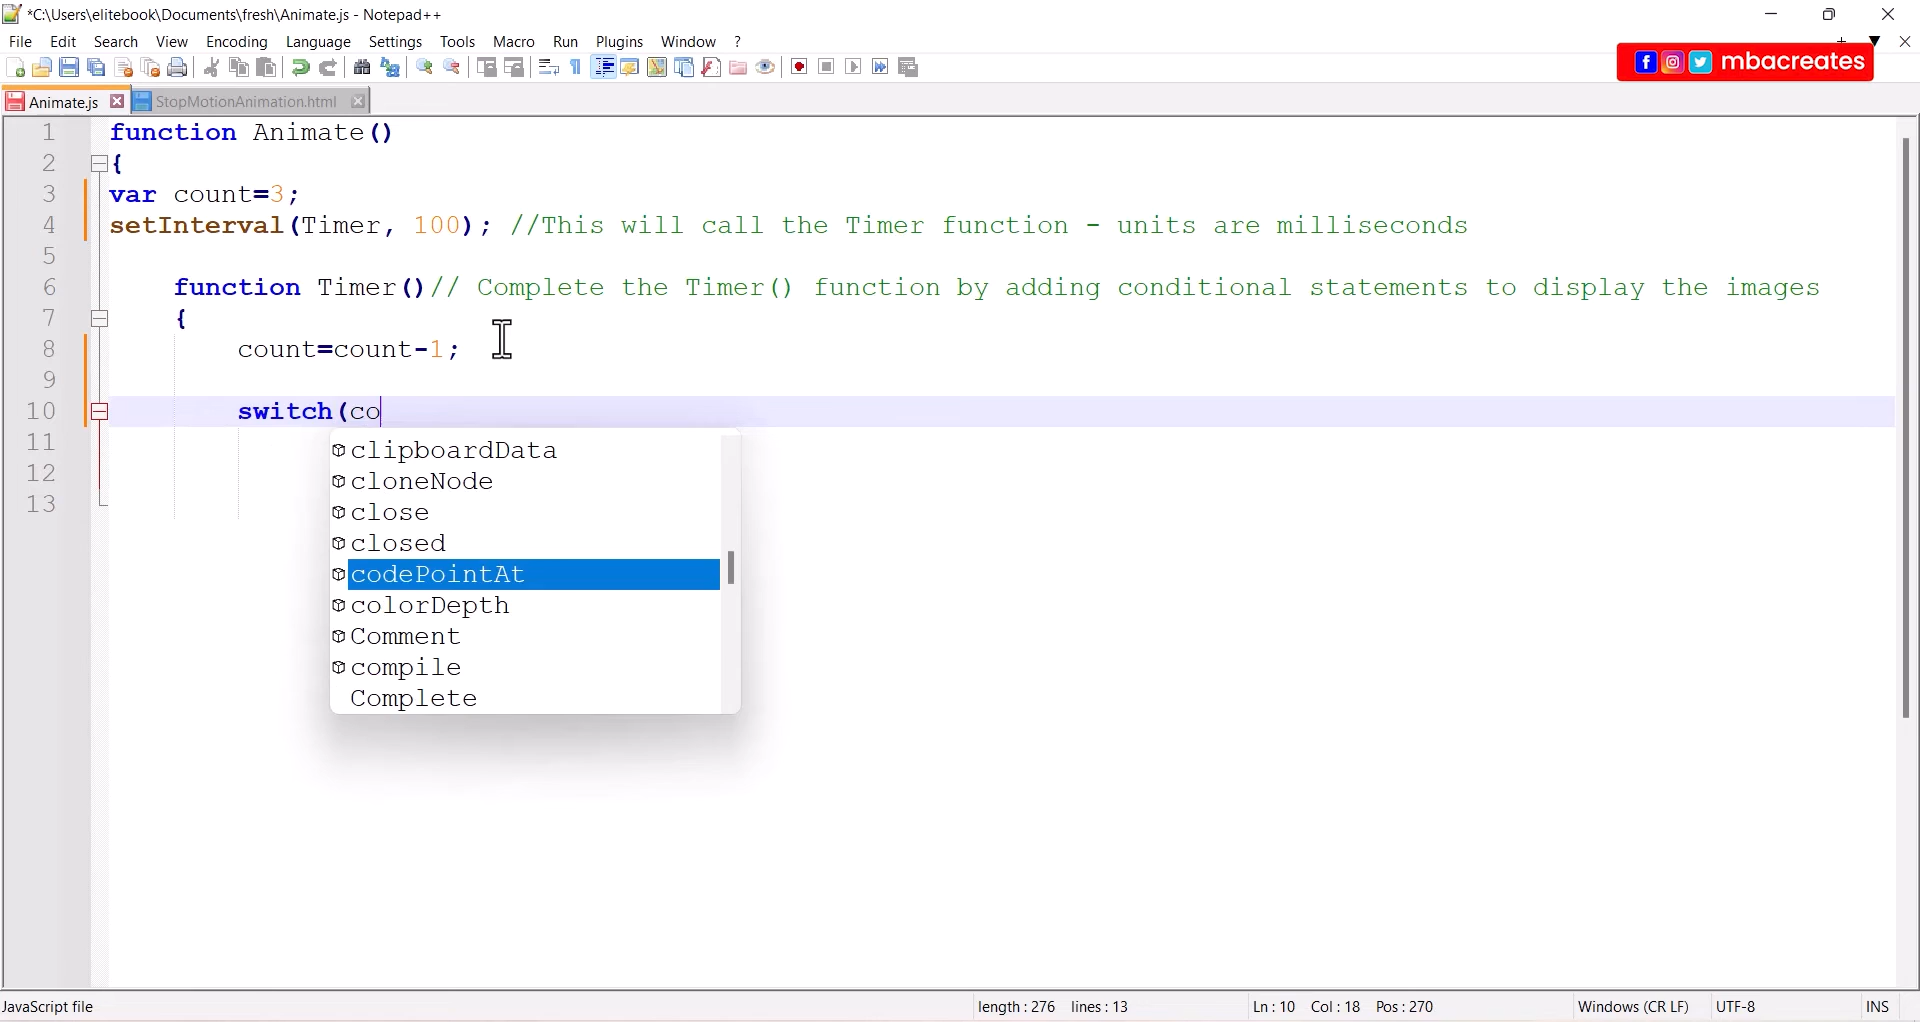 *C:\Users\elitebook\Documents\fresh\Animate.js - Notepad++
File Edit Search View Encoding Language Settings Tools Macro Run Plugins Window ?
mbacreates
Animate.js StopMotionAnimation.html
1 function Animate()
2 {
3 var count=3;
4 setInterval(Timer, 100); //This will call the Timer function - units are milliseconds
5
6 function Timer()// Complete the Timer() function by adding conditional statements to display the images
7 {
8 count=count-1;
9
10 switch(co
11
12
13
clipboardData
cloneNode
close
closed
codePointAt
colorDepth
Comment
compile
Complete
JavaScript file length : 276 lines : 13 Ln : 10 Col : 18 Pos : 270 Windows (CR LF) UTF-8 INS